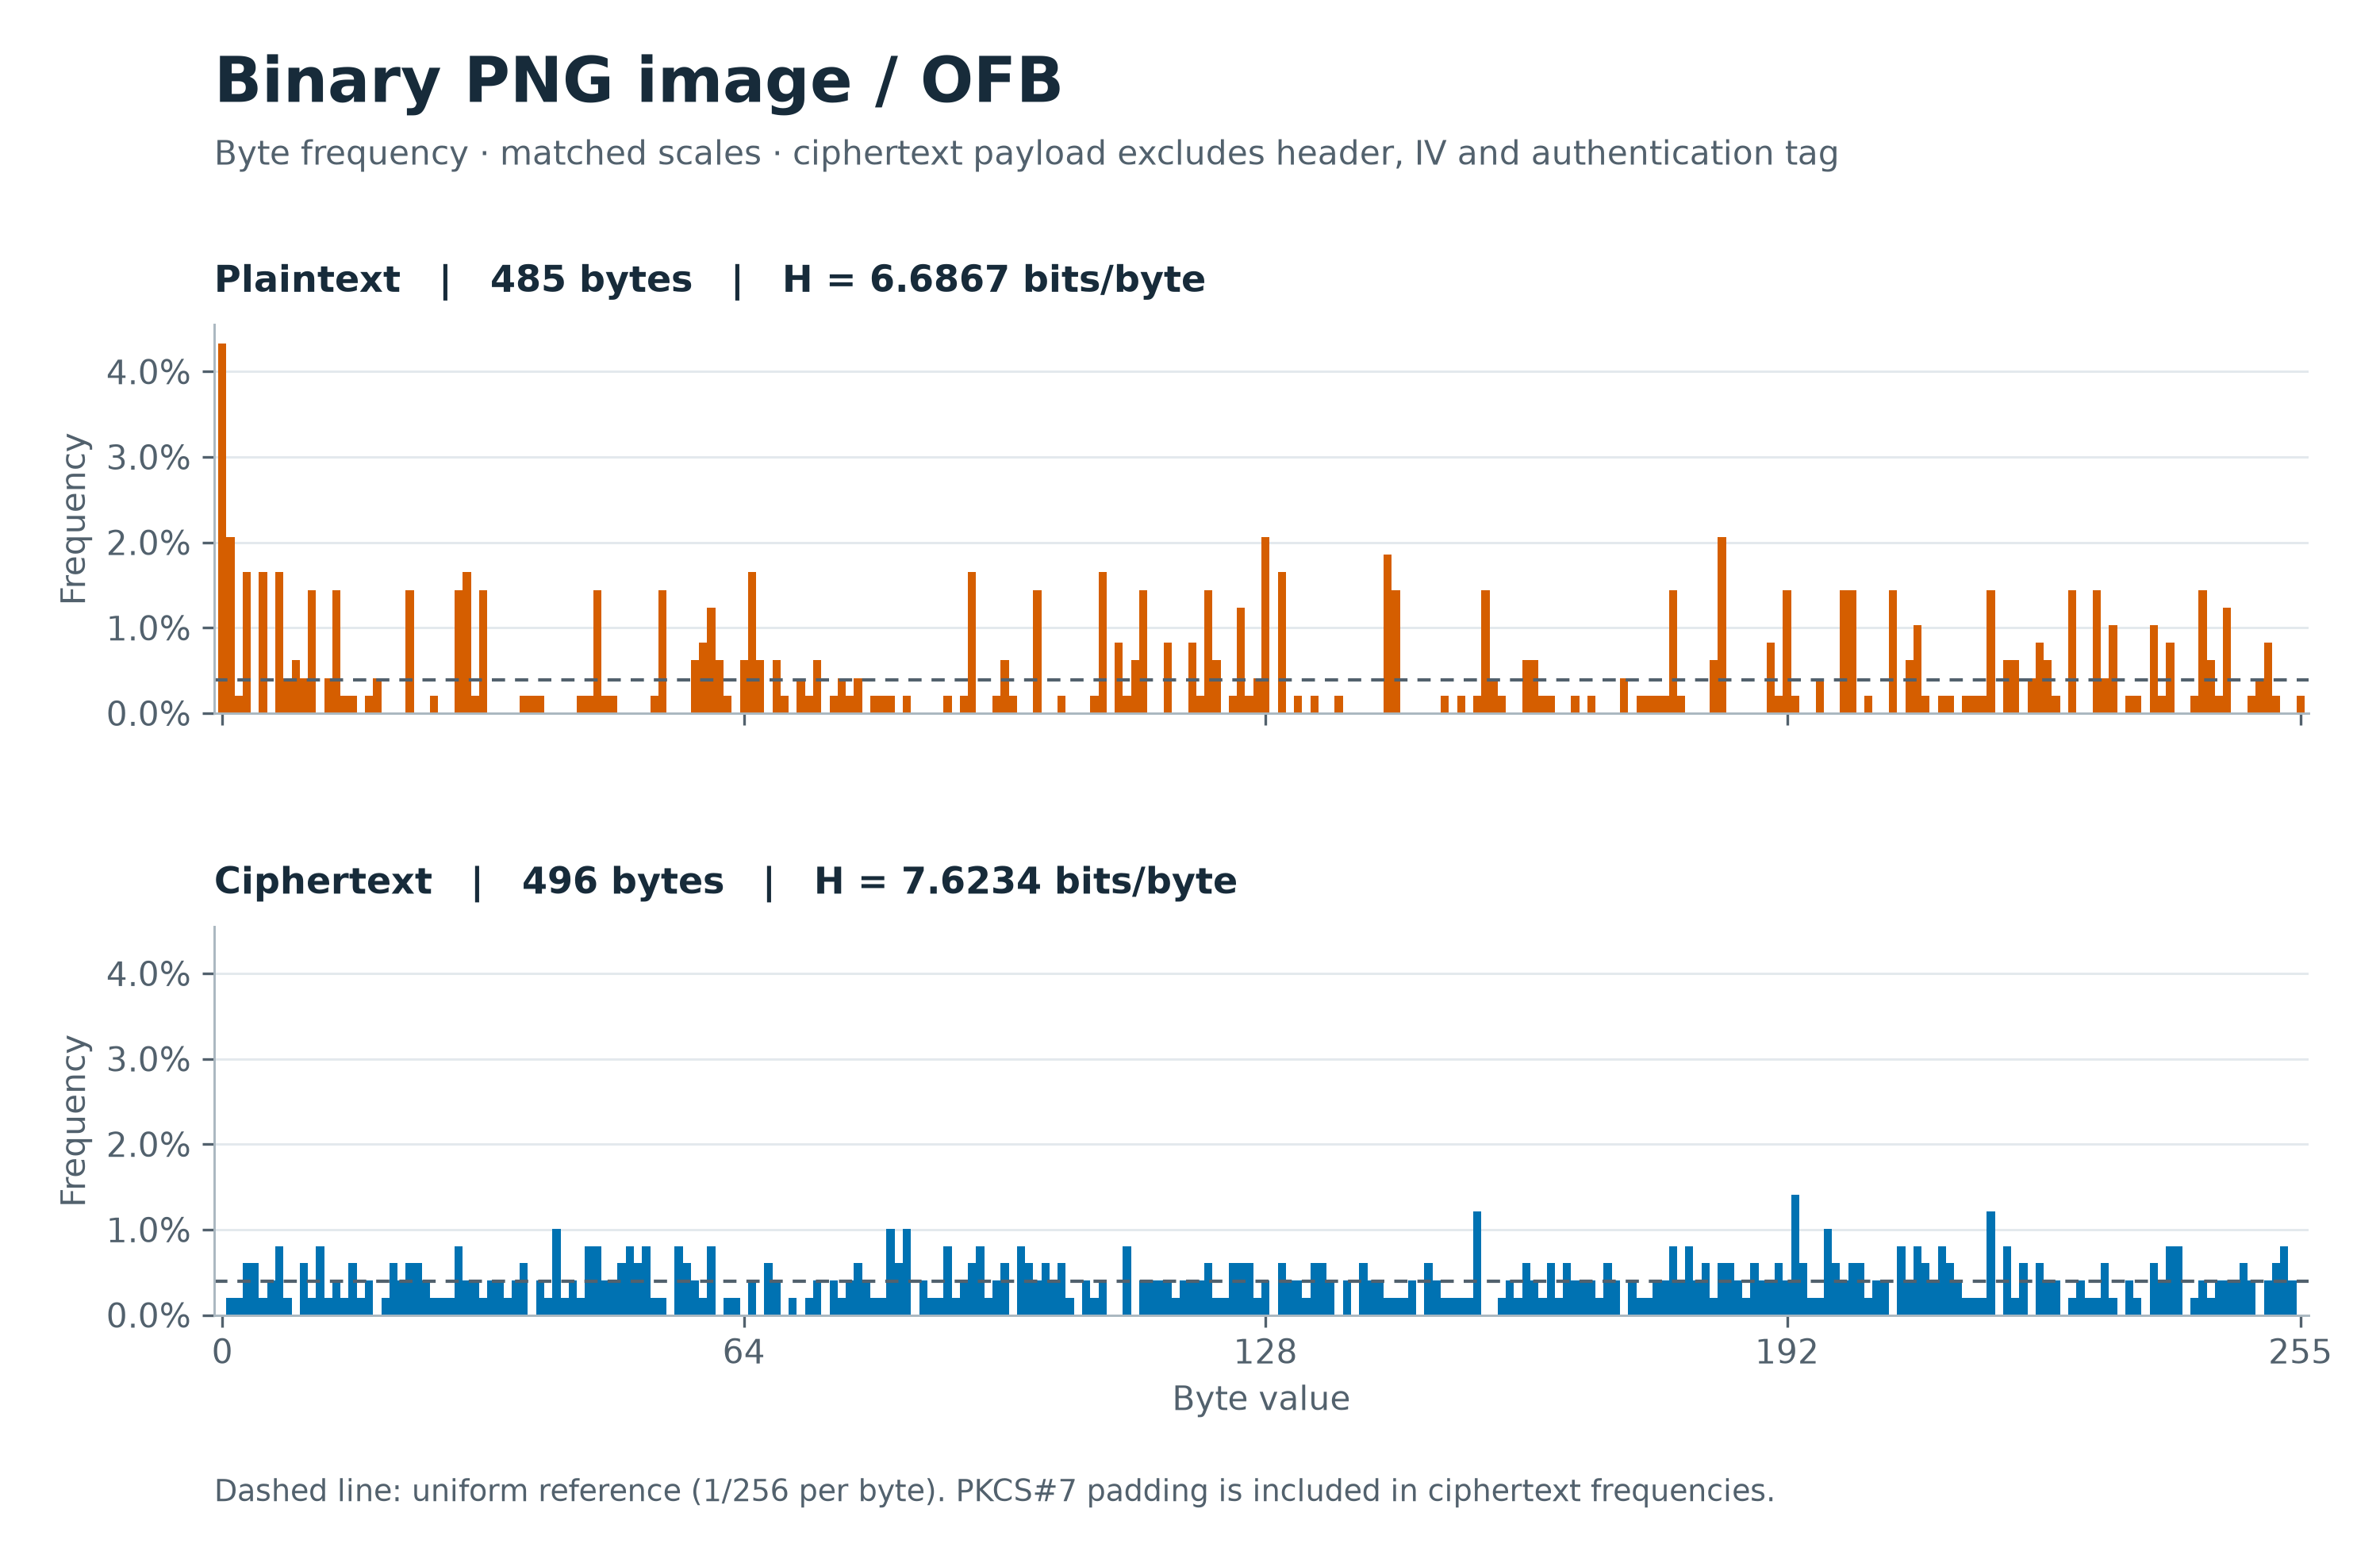 Binary PNG image / OFB
Byte frequency · matched scales · ciphertext payload excludes header, IV and authentication tag
Plaintext | 485 bytes | H = 6.6867 bits/byte
Frequency
4.0%
3.0%
2.0%
1.0%
0.0%
Ciphertext | 496 bytes | H = 7.6234 bits/byte
Frequency
4.0%
3.0%
2.0%
1.0%
0.0%
0 64 128 192 255
Byte value
Dashed line: uniform reference (1/256 per byte). PKCS#7 padding is included in ciphertext frequencies.